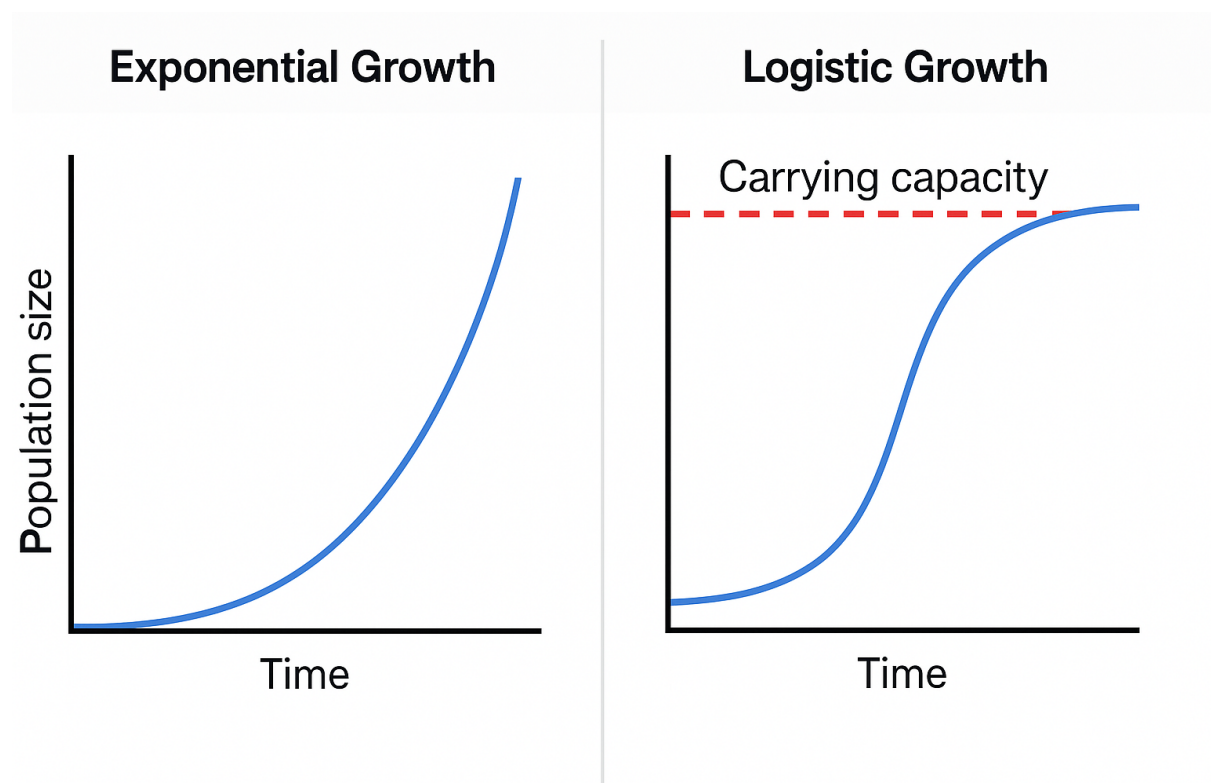 Exponential Growth
Population size
Time
Logistic Growth
Carrying capacity
Time